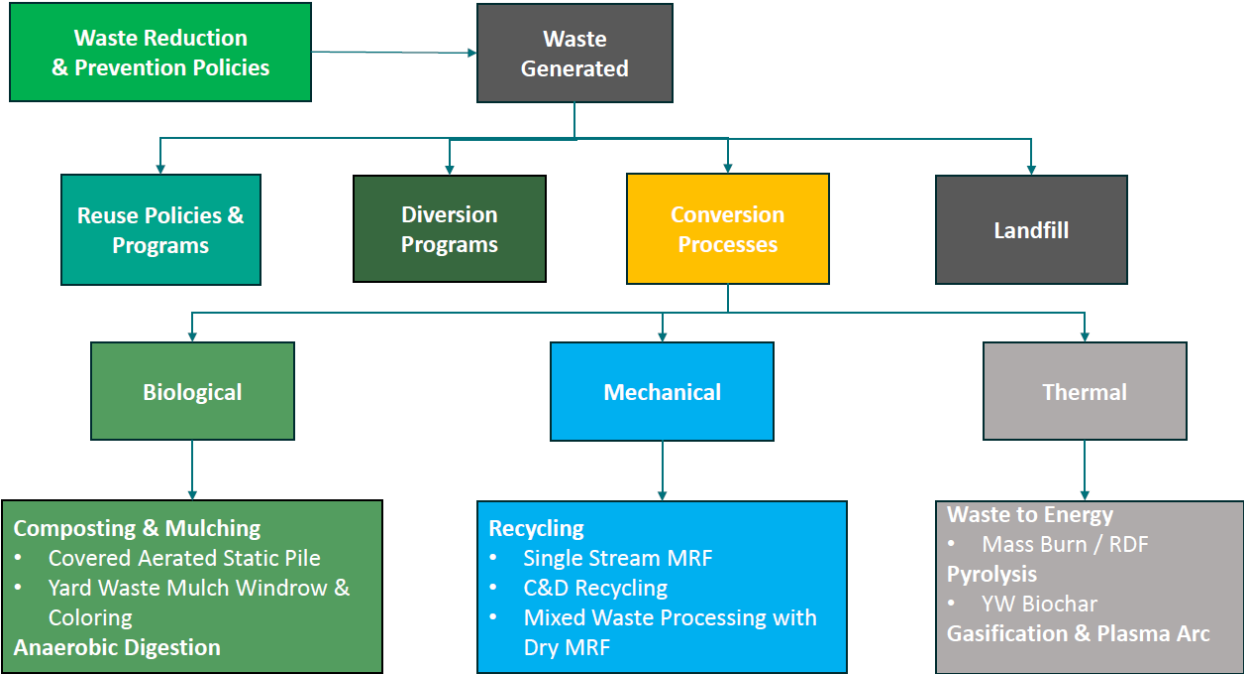 Waste Reduction
& Prevention Policies
Waste
Generated
Reuse Policies &
Programs
Diversion
Programs
Conversion
Processes
Landfill
Biological
Mechanical
Thermal
Composting & Mulching
• Covered Aerated Static Pile
• Yard Waste Mulch Windrow &
Coloring
Anaerobic Digestion
Recycling
• Single Stream MRF
• C&D Recycling
• Mixed Waste Processing with
Dry MRF
Waste to Energy
• Mass Burn / RDF
Pyrolysis
• YW Biochar
Gasification & Plasma Arc